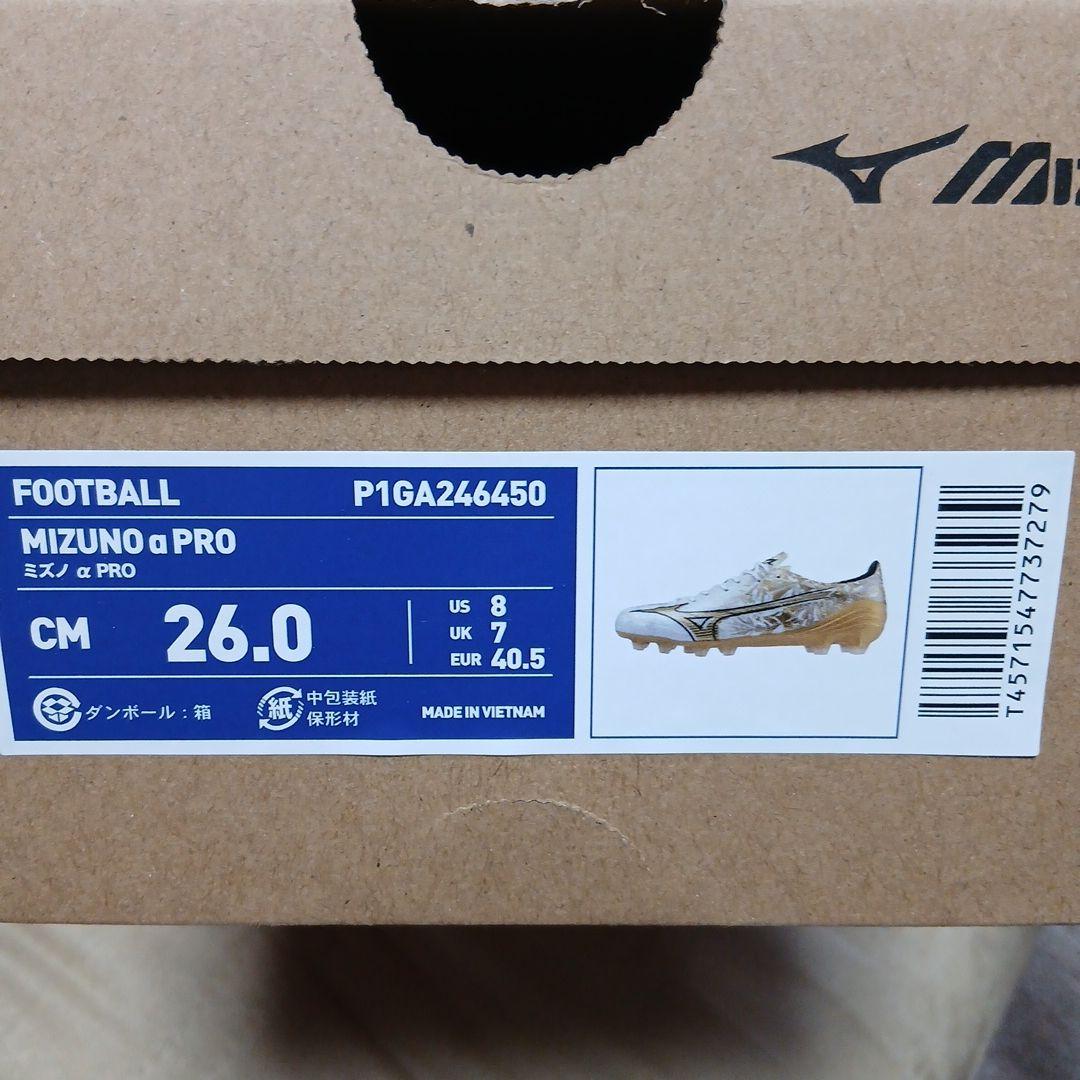 MIZ
FOOTBALL P1GA246450
MIZUNO α PRO
ミズノ α PRO
CM 26.0
US 8
UK 7
EUR 40.5
ダンボール：箱
紙 中包装紙
保形材
MADE IN VIETNAM
T4571547737279